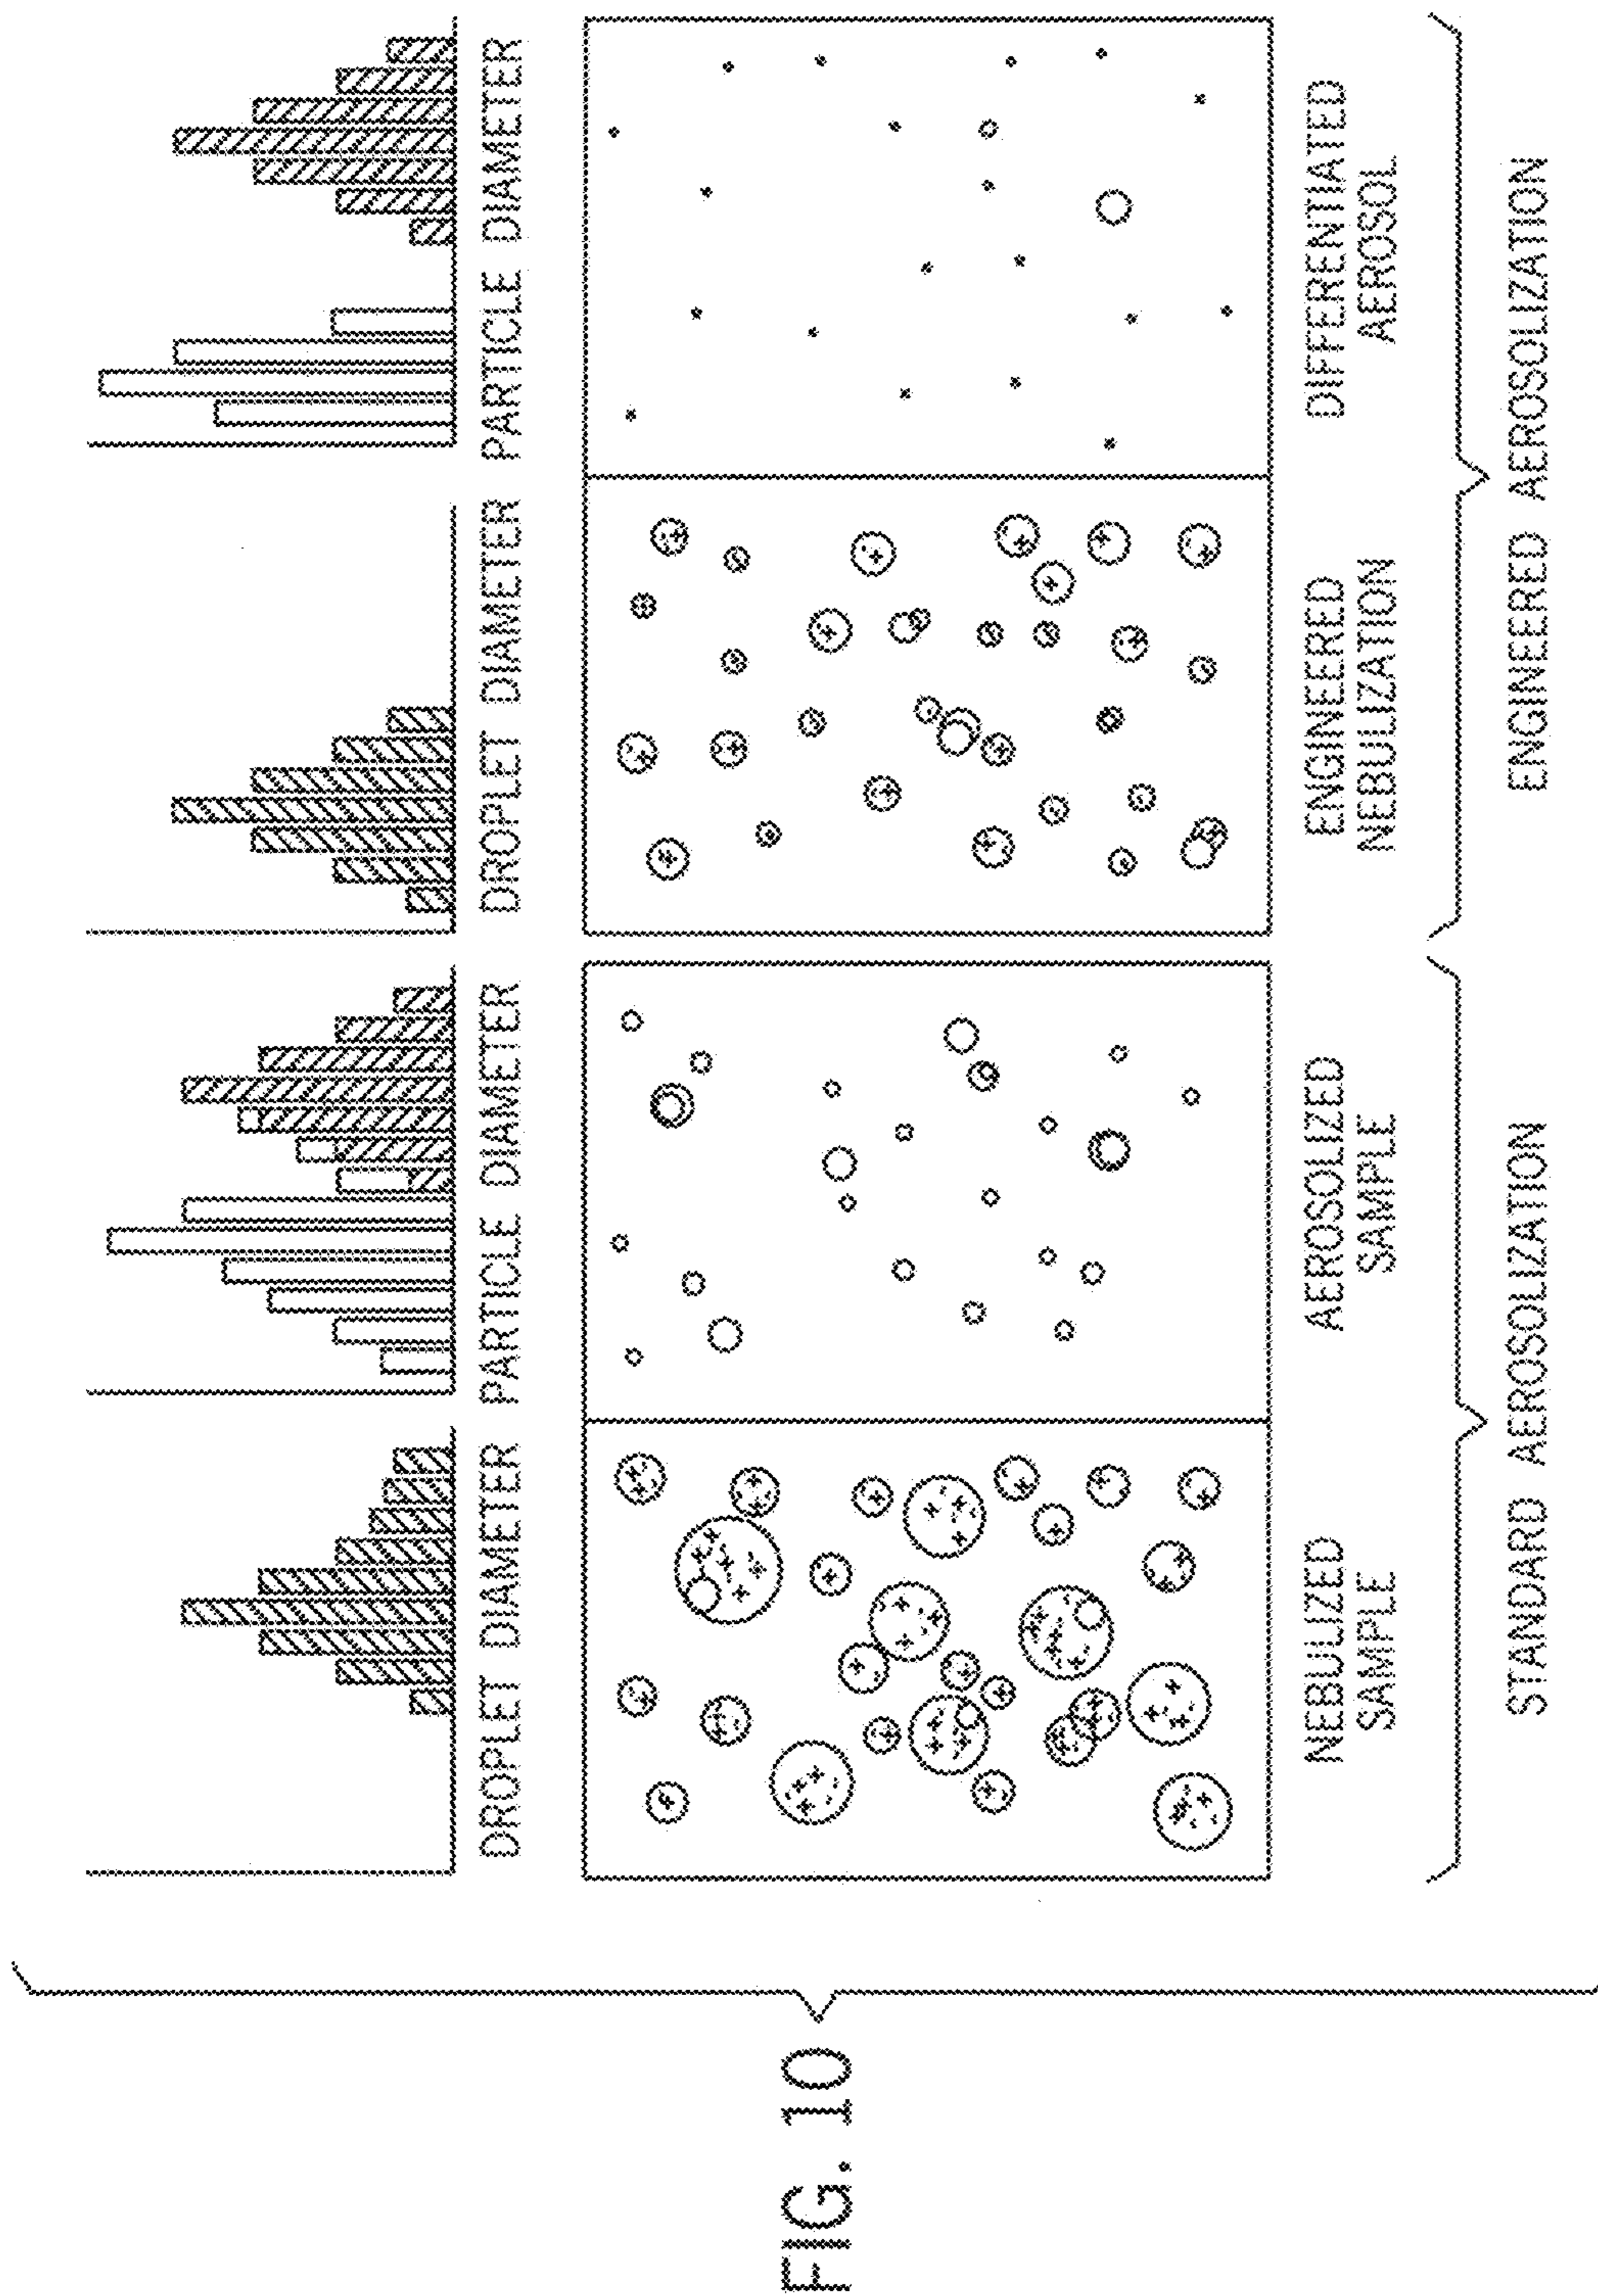 FIG. 10
DROPLET DIAMETER
PARTICLE DIAMETER
DROPLET DIAMETER
PARTICLE DIAMETER
NEBULIZED
SAMPLE
AEROSOLIZED
SAMPLE
ENGINEERED
NEBULIZATION
DIFFERENTIATED
AEROSOL
STANDARD AEROSOLIZATION
ENGINEERED AEROSOLIZATION